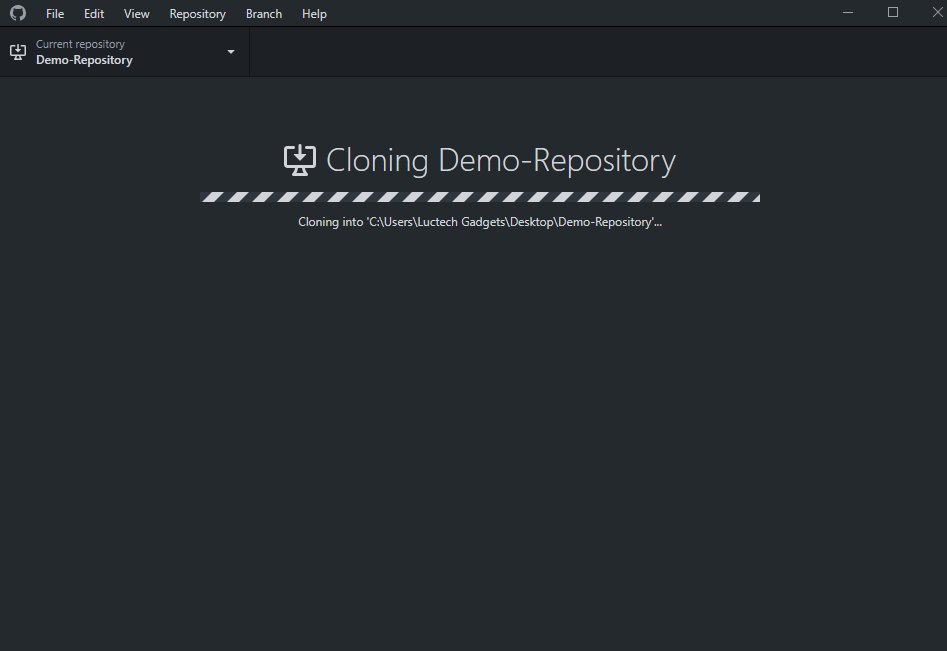 File Edit View Repository Branch Help
Current repository
Demo-Repository
Cloning Demo-Repository
Cloning into 'C:\Users\Luctech Gadgets\Desktop\Demo-Repository'...